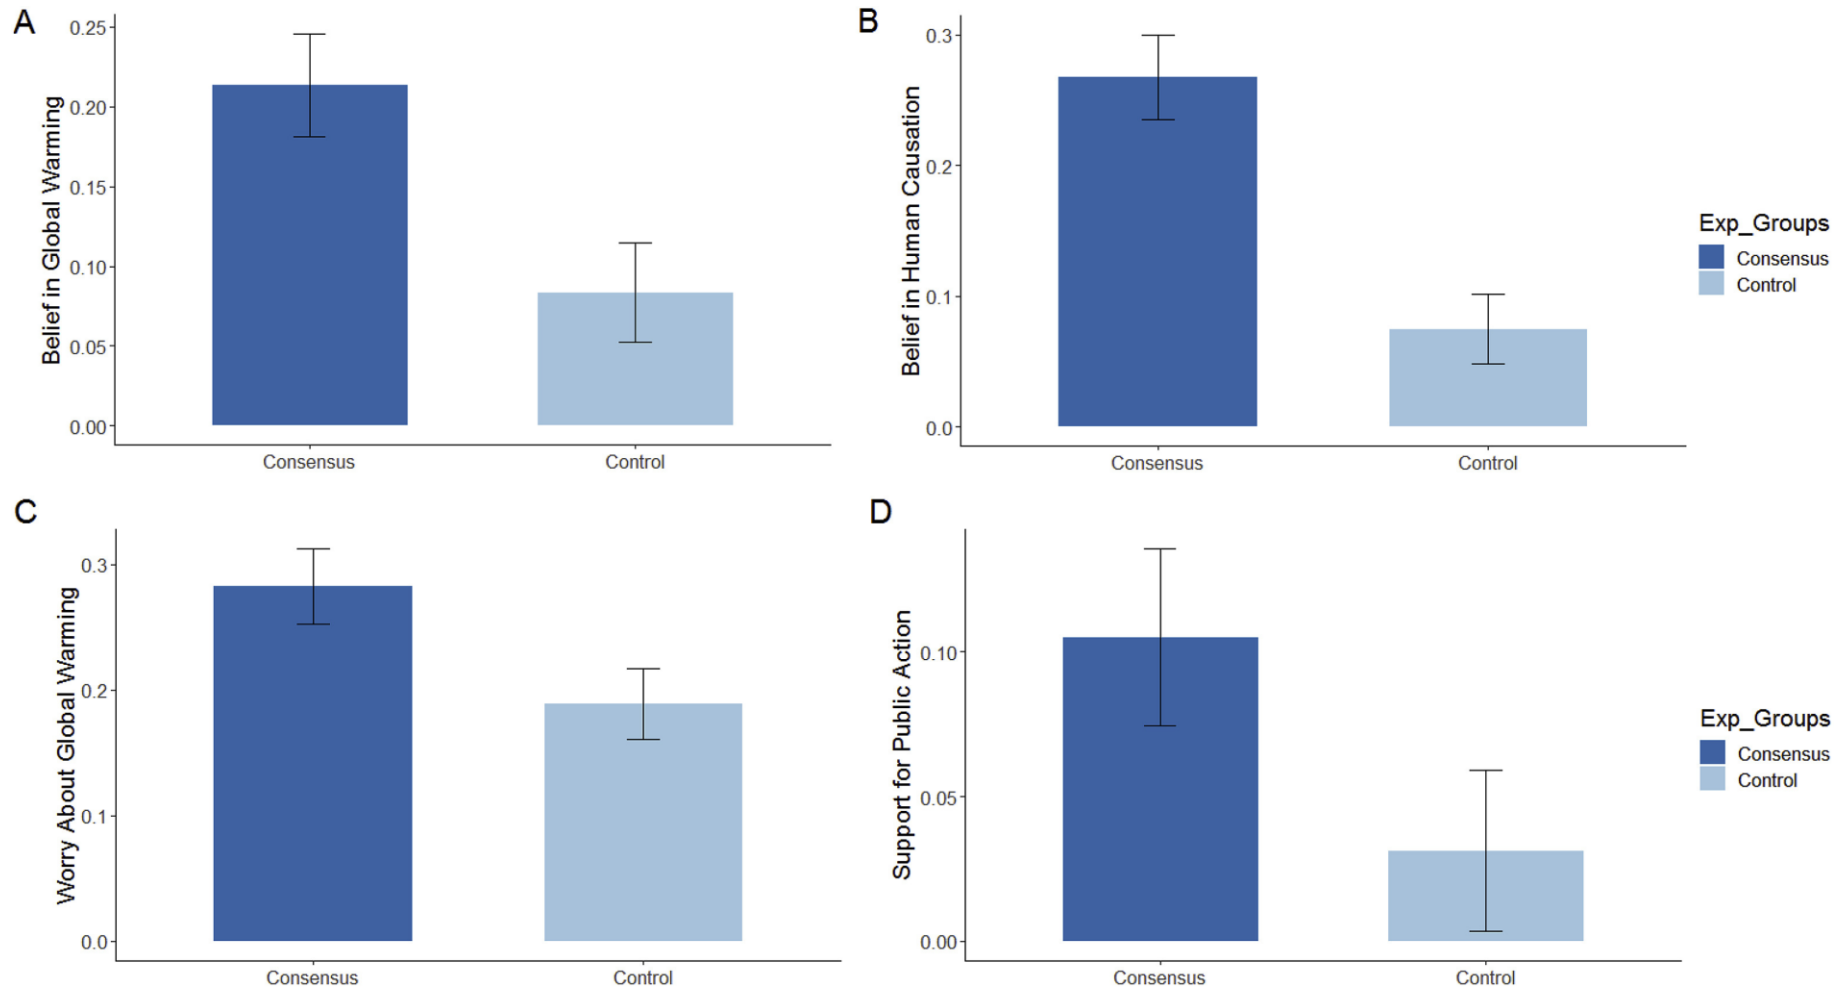 A
Belief in Global Warming
0.25
0.20
0.15
0.10
0.05
0.00
Consensus
Control
B
Belief in Human Causation
0.3
0.2
0.1
0.0
Consensus
Control
Exp_Groups
Consensus
Control
C
Worry About Global Warming
0.3
0.2
0.1
0.0
Consensus
Control
D
Support for Public Action
0.10
0.05
0.00
Consensus
Control
Exp_Groups
Consensus
Control